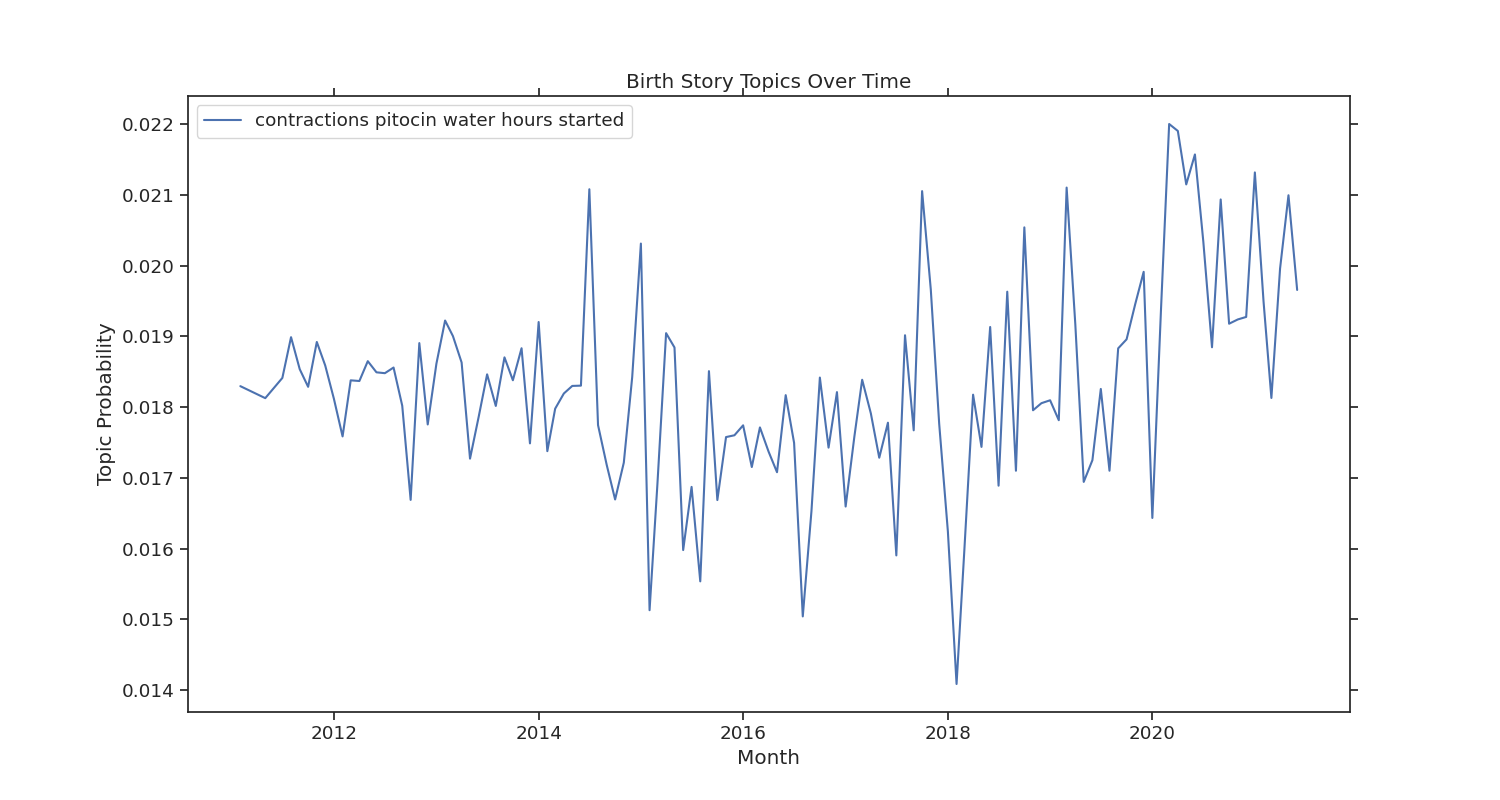 Birth Story Topics Over Time
contractions pitocin water hours started
Topic Probability
0.022
0.021
0.020
0.019
0.018
0.017
0.016
0.015
0.014
2012 2014 2016 2018 2020
Month